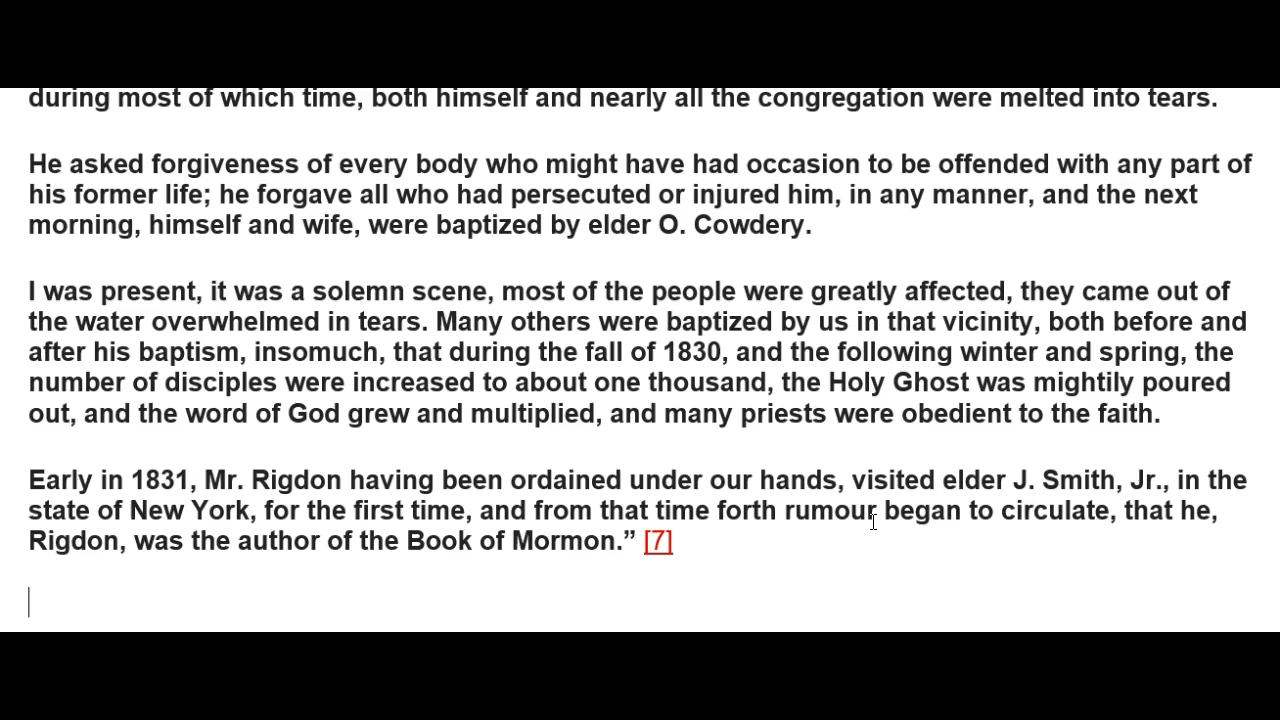 during most of which time, both himself and nearly all the congregation were melted into tears.
He asked forgiveness of every body who might have had occasion to be offended with any part of
his former life; he forgave all who had persecuted or injured him, in any manner, and the next
morning, himself and wife, were baptized by elder O. Cowdery.
I was present, it was a solemn scene, most of the people were greatly affected, they came out of
the water overwhelmed in tears. Many others were baptized by us in that vicinity, both before and
after his baptism, insomuch, that during the fall of 1830, and the following winter and spring, the
number of disciples were increased to about one thousand, the Holy Ghost was mightily poured
out, and the word of God grew and multiplied, and many priests were obedient to the faith.
Early in 1831, Mr. Rigdon having been ordained under our hands, visited elder J. Smith, Jr., in the
state of New York, for the first time, and from that time forth rumour began to circulate, that he,
Rigdon, was the author of the Book of Mormon.” [7]